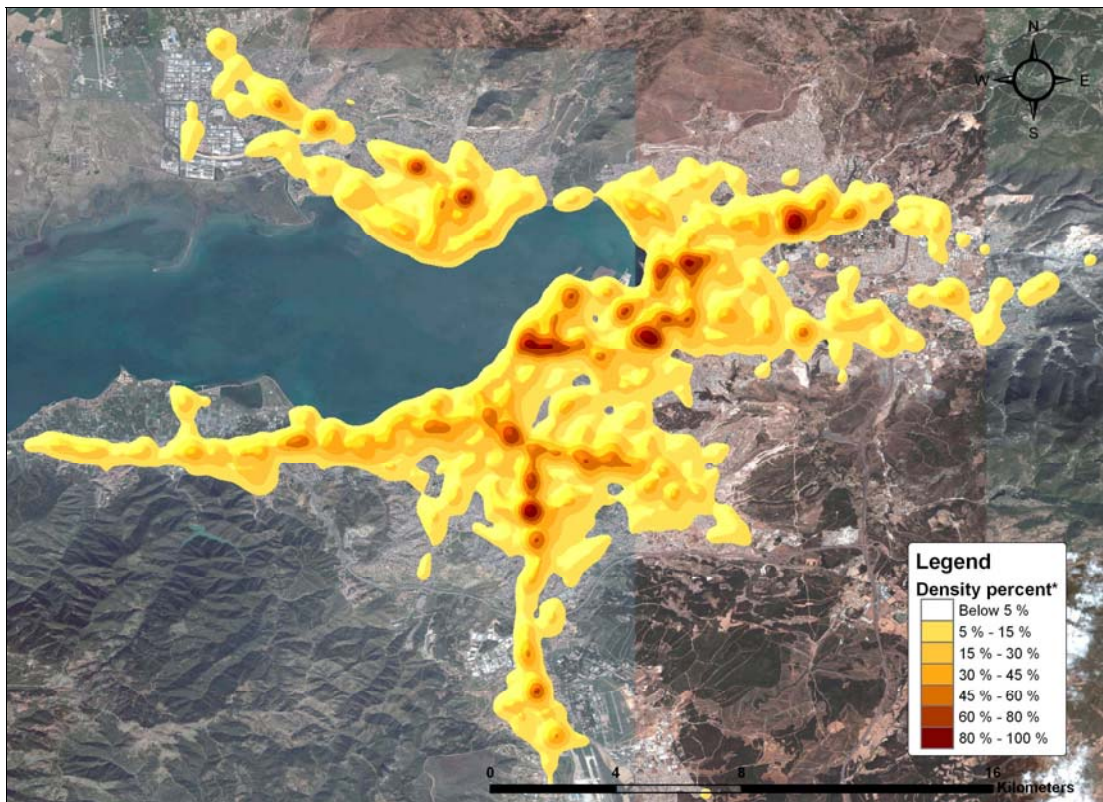 N
W E
S
Legend
Density percent*
Below 5 %
5 % - 15 %
15 % - 30 %
30 % - 45 %
45 % - 60 %
60 % - 80 %
80 % - 100 %
0 4 8 16
Kilometers